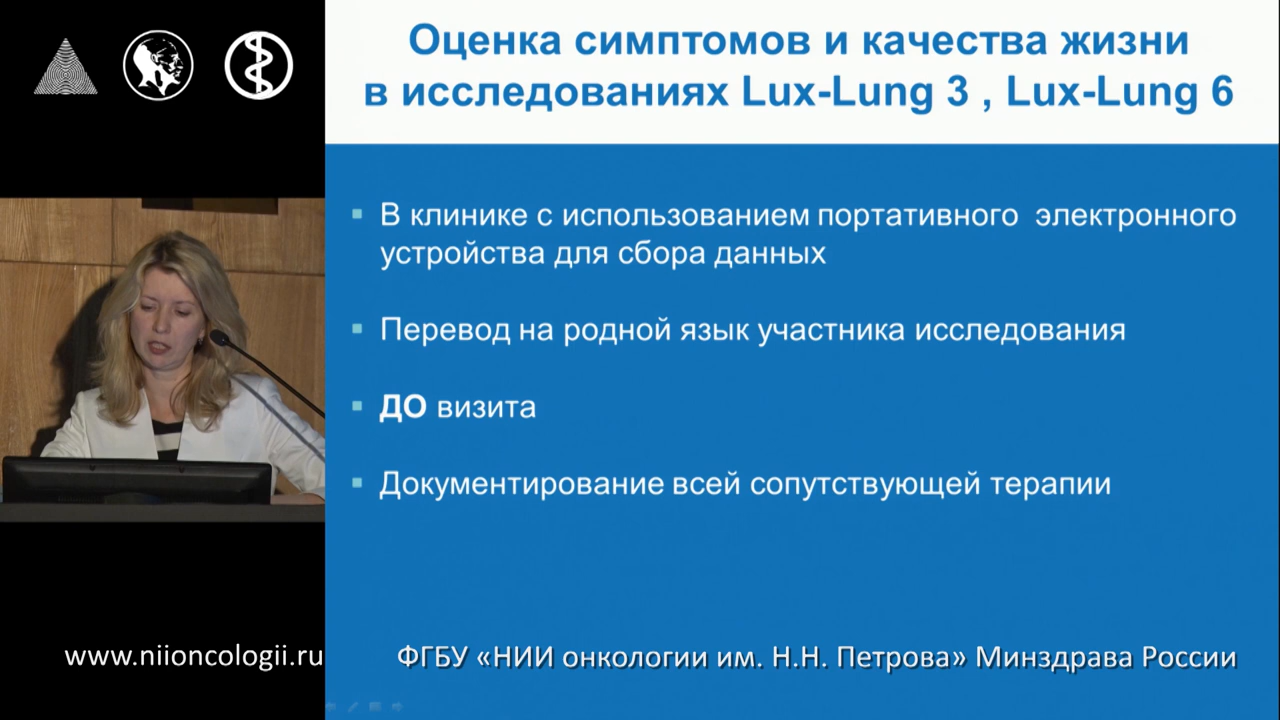 Оценка симптомов и качества жизни
в исследованиях Lux-Lung 3 , Lux-Lung 6
▪ В клинике с использованием портативного электронного
устройства для сбора данных
▪ Перевод на родной язык участника исследования
▪ ДО визита
▪ Документирование всей сопутствующей терапии
www.niioncologii.ru
ФГБУ «НИИ онкологии им. Н.Н. Петрова» Минздрава России